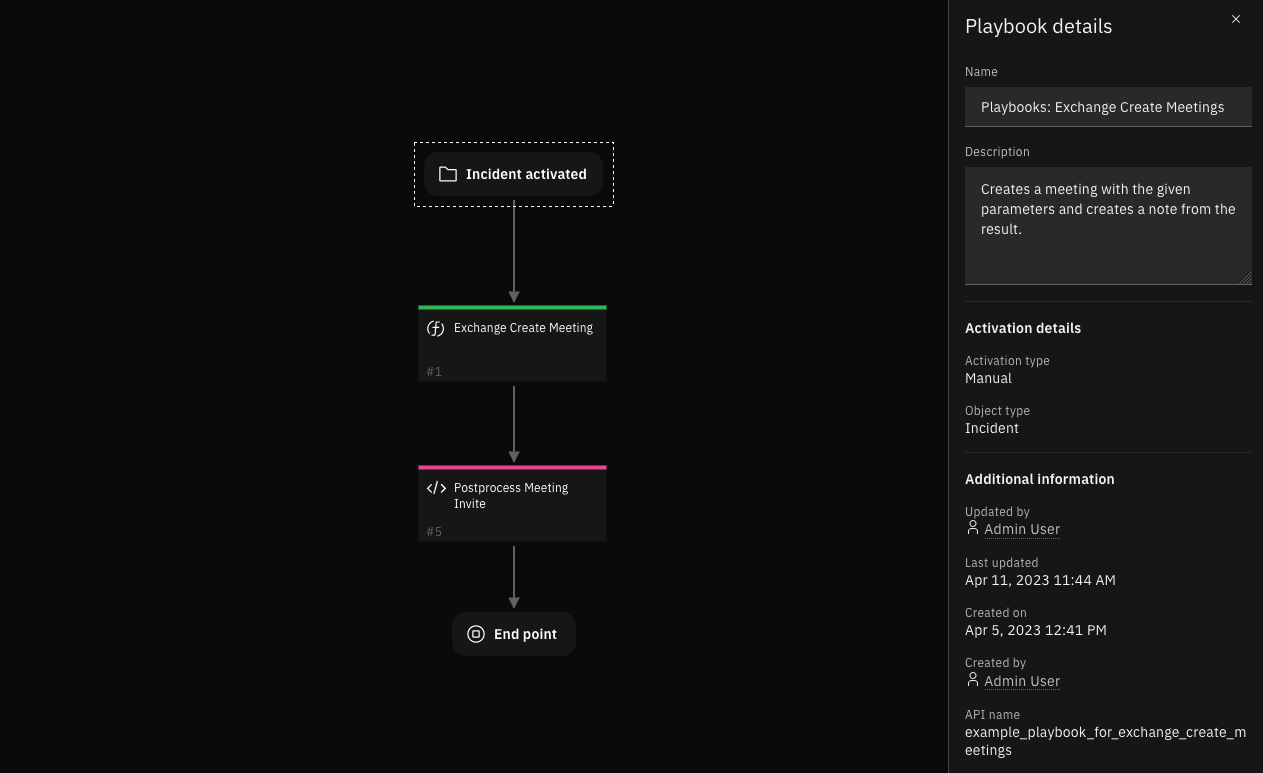 Incident activated
Exchange Create Meeting
#1
Postprocess Meeting
Invite
#5
End point
Playbook details
Name
Playbooks: Exchange Create Meetings
Description
Creates a meeting with the given
parameters and creates a note from the
result.
Activation details
Activation type
Manual
Object type
Incident
Additional information
Updated by
Admin User
Last updated
Apr 11, 2023 11:44 AM
Created on
Apr 5, 2023 12:41 PM
Created by
Admin User
API name
example_playbook_for_exchange_create_m
eetings